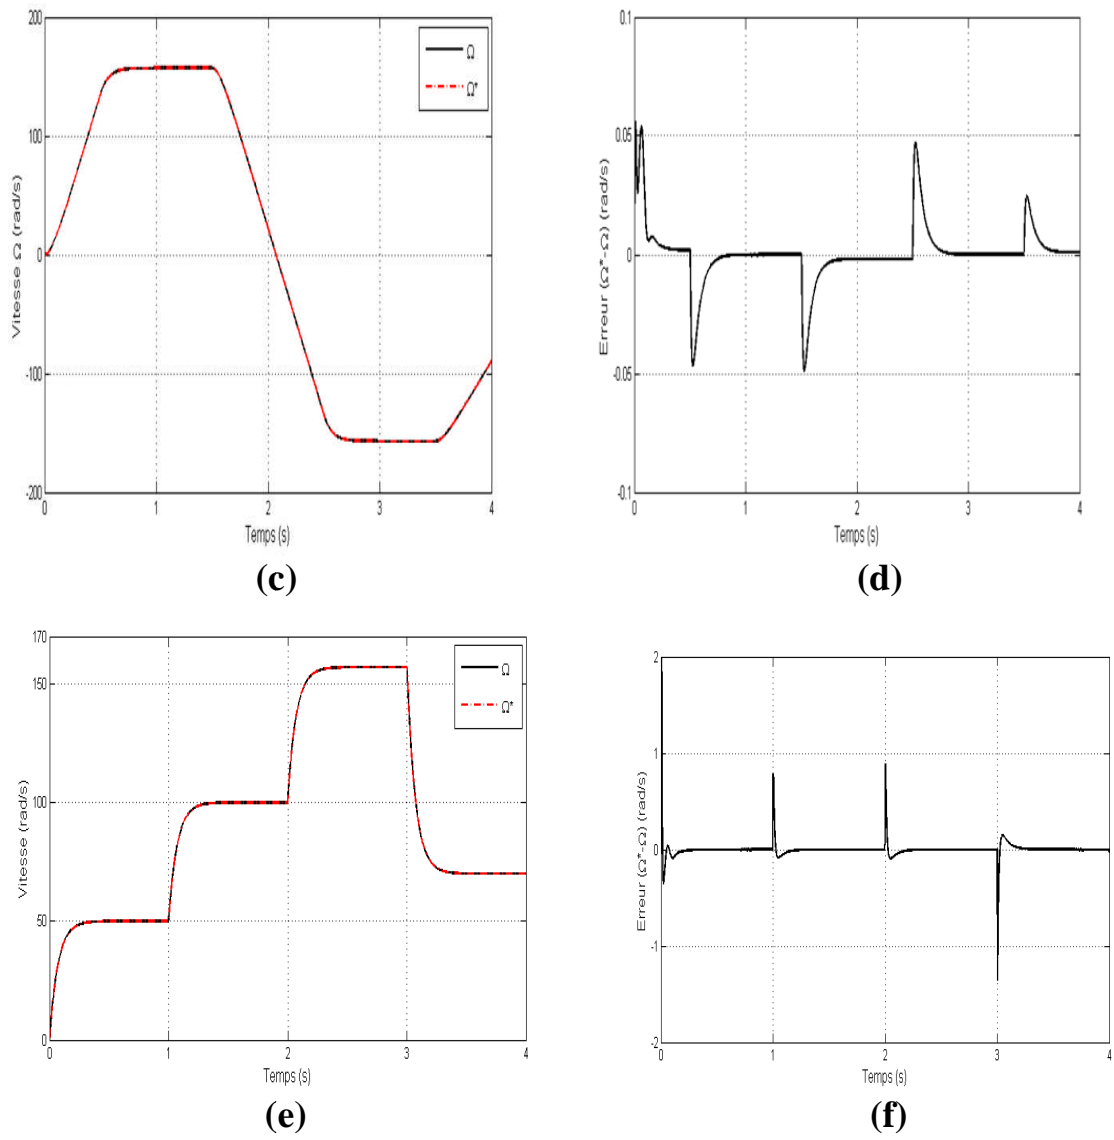 200
100
0
-100
-200
Vitesse Ω (rad/s)
Ω
Ω*
0 1 2 3 4
Temps (s)
(c)
0.1
0.05
0
-0.05
-0.1
Erreur (Ω*-Ω) (rad/s)
0 1 2 3 4
Temps (s)
(d)
170
150
100
50
0
Vitesse (rad/s)
Ω
Ω*
0 1 2 3 4
Temps (s)
(e)
2
1
0
-1
-2
Erreur (Ω*-Ω) (rad/s)
0 1 2 3 4
Temps (s)
(f)